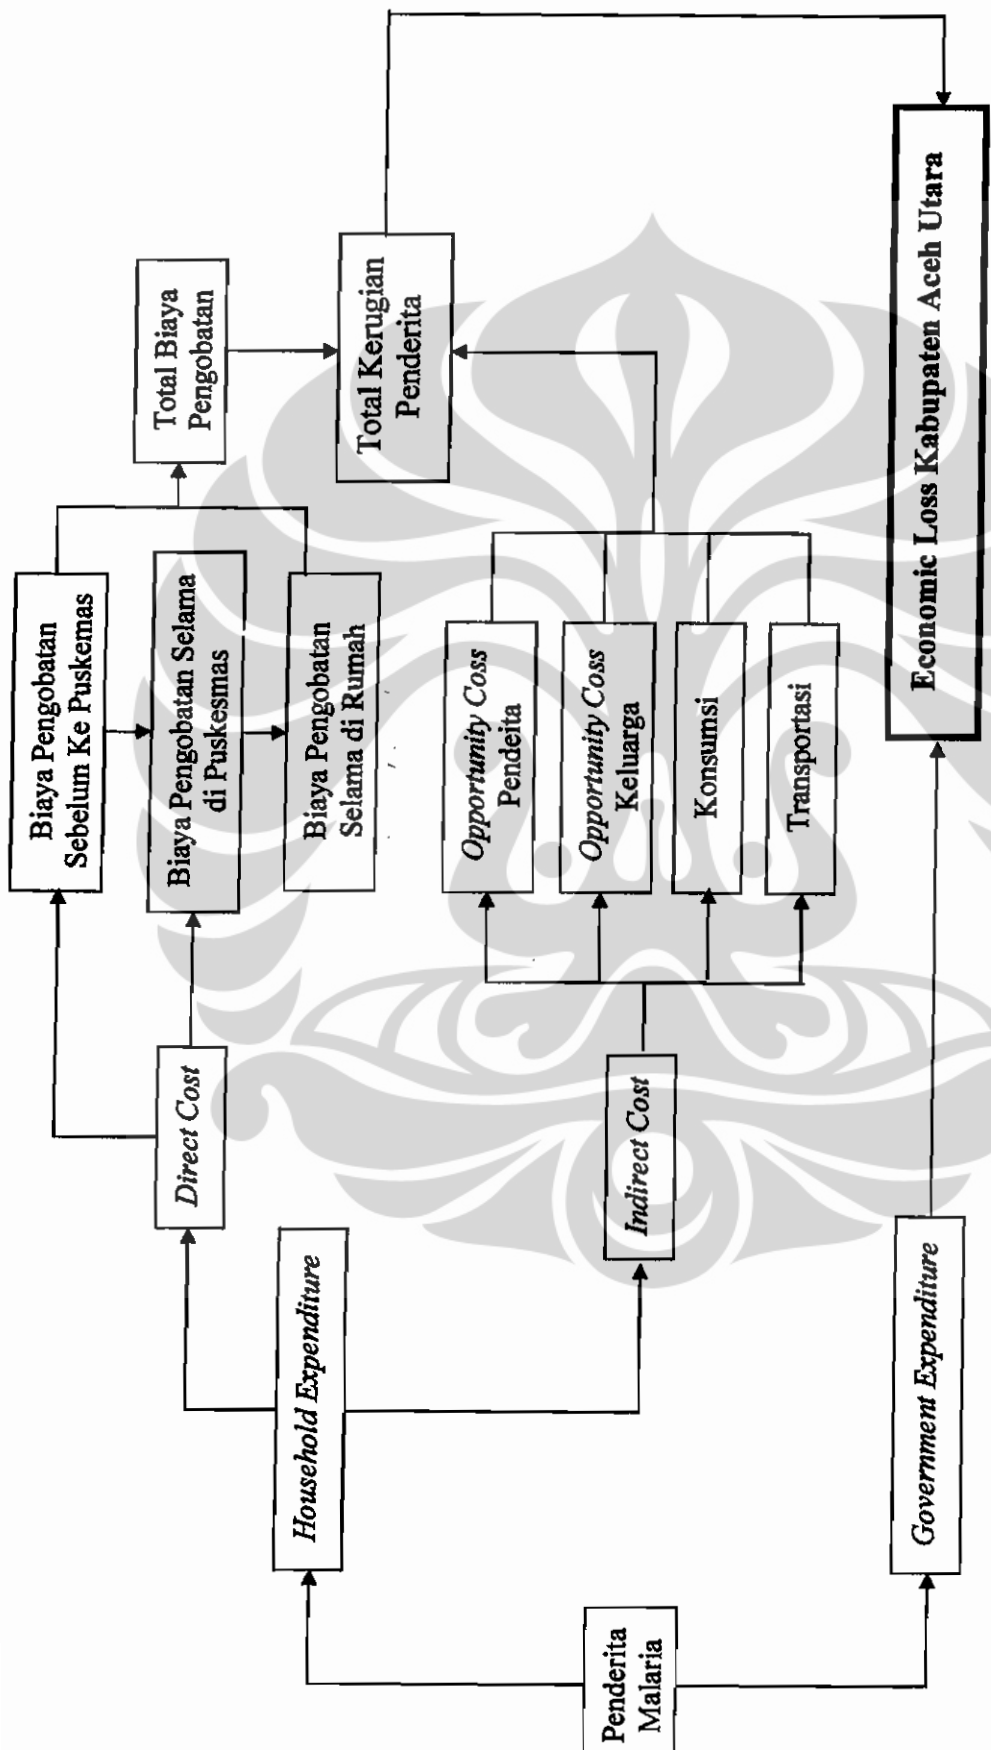 Penderita
Malaria
Household Expenditure
Government Expenditure
Direct Cost
Indirect Cost
Biaya Pengobatan
Sebelum Ke Puskemas
Biaya Pengobatan Selama
di Puskesmas
Biaya Pengobatan
Selama di Rumah
Opportunity Coss
Pendeita
Opportunity Coss
Keluarga
Konsumsi
Transportasi
Total Biaya
Pengobatan
Total Kerugian
Penderita
Economic Loss Kabupaten Aceh Utara